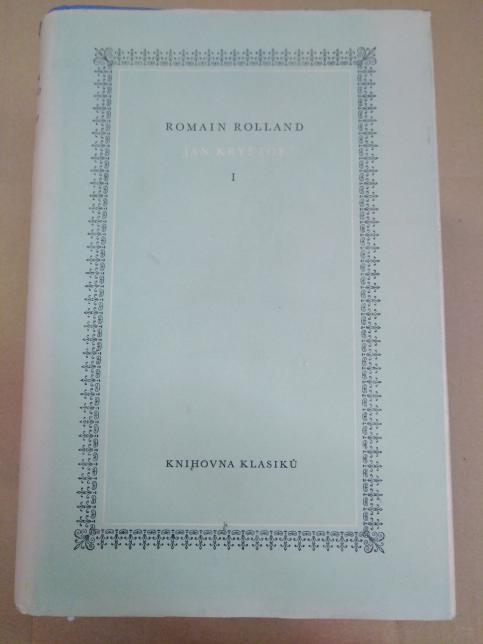 ROMAIN ROLLAND
JAN KRYŠTOF
I
KNIHOVNA KLASIKŮ